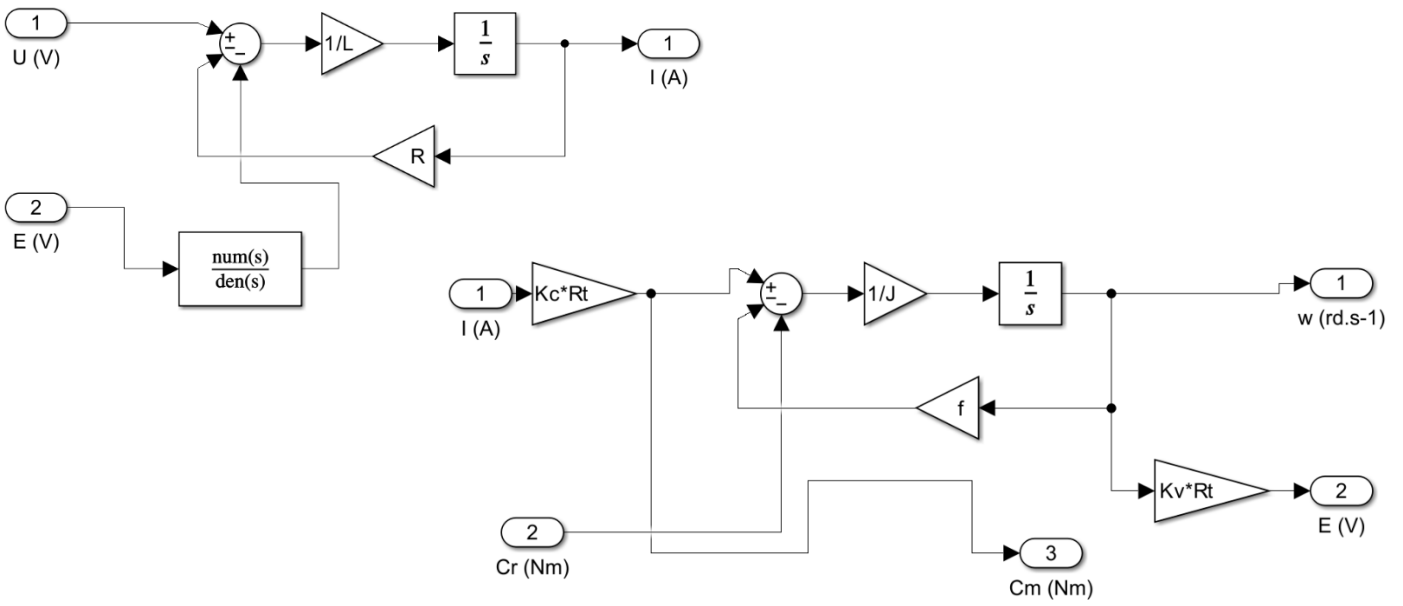 1
U (V)
+
−
−
1/L
1
s
1
I (A)
R
2
E (V)
num(s)
den(s)
1
I (A)
Kc*Rt
+
−
−
1/J
1
s
1
w (rd.s-1)
f
Kv*Rt
2
E (V)
2
Cr (Nm)
3
Cm (Nm)